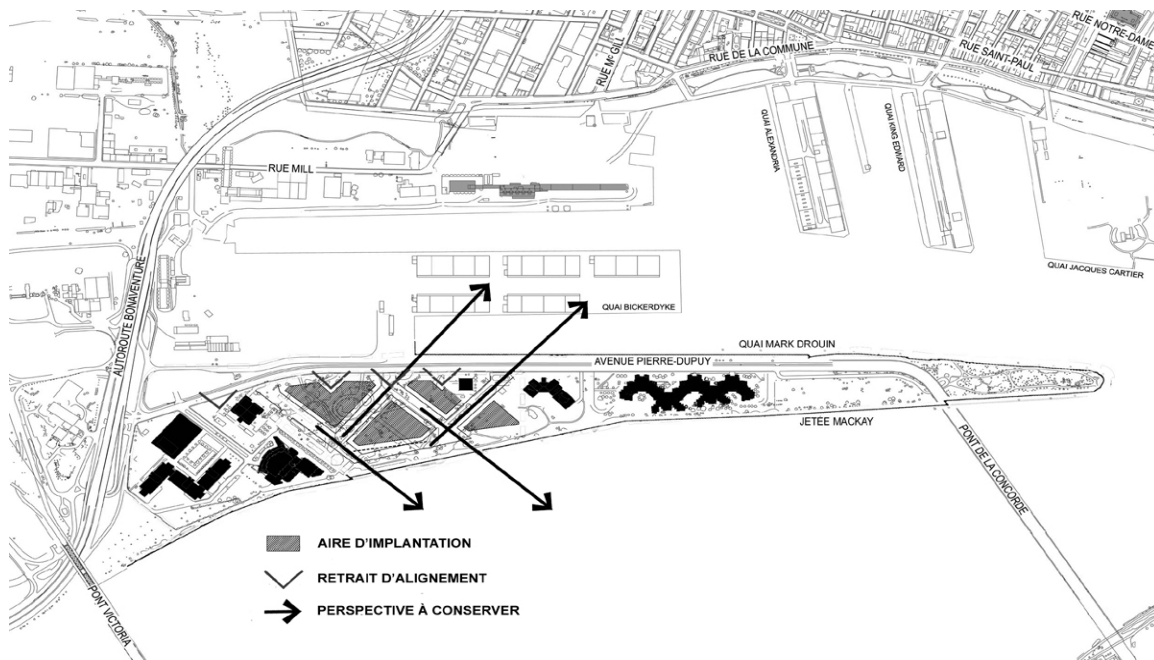 RUE NOTRE-DAME
RUE SAINT-PAUL
RUE DE LA COMMUNE
RUE McGILL
QUAI ALEXANDRIA
QUAI KING EDWARD
RUE MILL
QUAI JACQUES CARTIER
AUTOROUTE BONAVENTURE
QUAI BICKERDYKE
QUAI MARK DROUIN
AVENUE PIERRE-DUPUY
JETÉE MACKAY
PONT DE LA CONCORDE
PONT VICTORIA
AIRE D'IMPLANTATION
RETRAIT D'ALIGNEMENT
PERSPECTIVE À CONSERVER